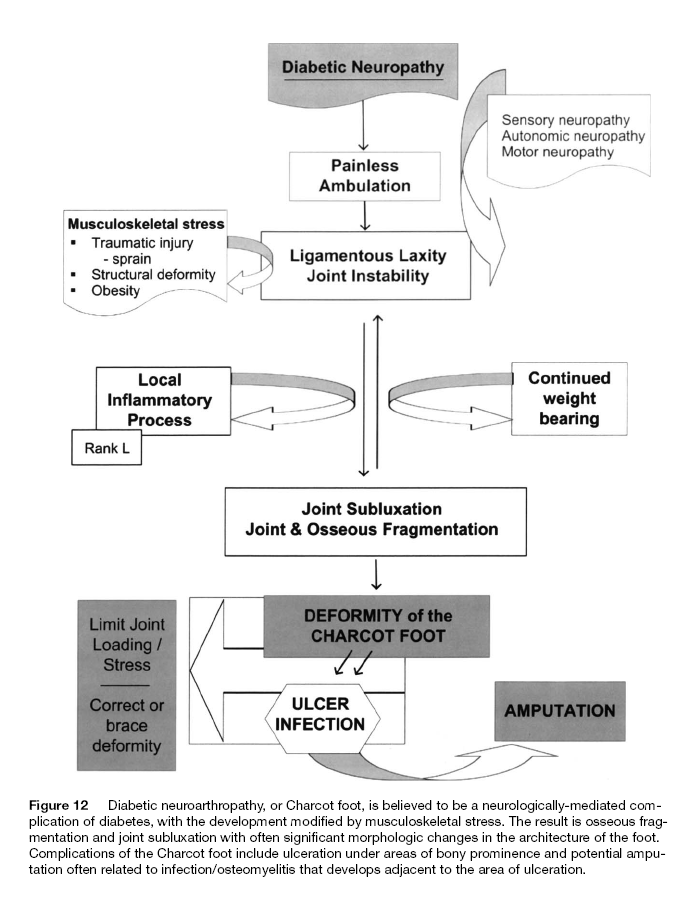 Diabetic Neuropathy
Sensory neuropathy
Autonomic neuropathy
Motor neuropathy
Painless
Ambulation
Musculoskeletal stress
▪ Traumatic injury
- sprain
▪ Structural deformity
▪ Obesity
Ligamentous Laxity
Joint Instability
Local
Inflammatory
Process
Rank L
Continued
weight
bearing
Joint Subluxation
Joint & Osseous Fragmentation
DEFORMITY of the
CHARCOT FOOT
Limit Joint
Loading /
Stress
Correct or
brace
deformity
ULCER
INFECTION
AMPUTATION
Figure 12 Diabetic neuroarthropathy, or Charcot foot, is believed to be a neurologically-mediated com-
plication of diabetes, with the development modified by musculoskeletal stress. The result is osseous frag-
mentation and joint subluxation with often significant morphologic changes in the architecture of the foot.
Complications of the Charcot foot include ulceration under areas of bony prominence and potential ampu-
tation often related to infection/osteomyelitis that develops adjacent to the area of ulceration.